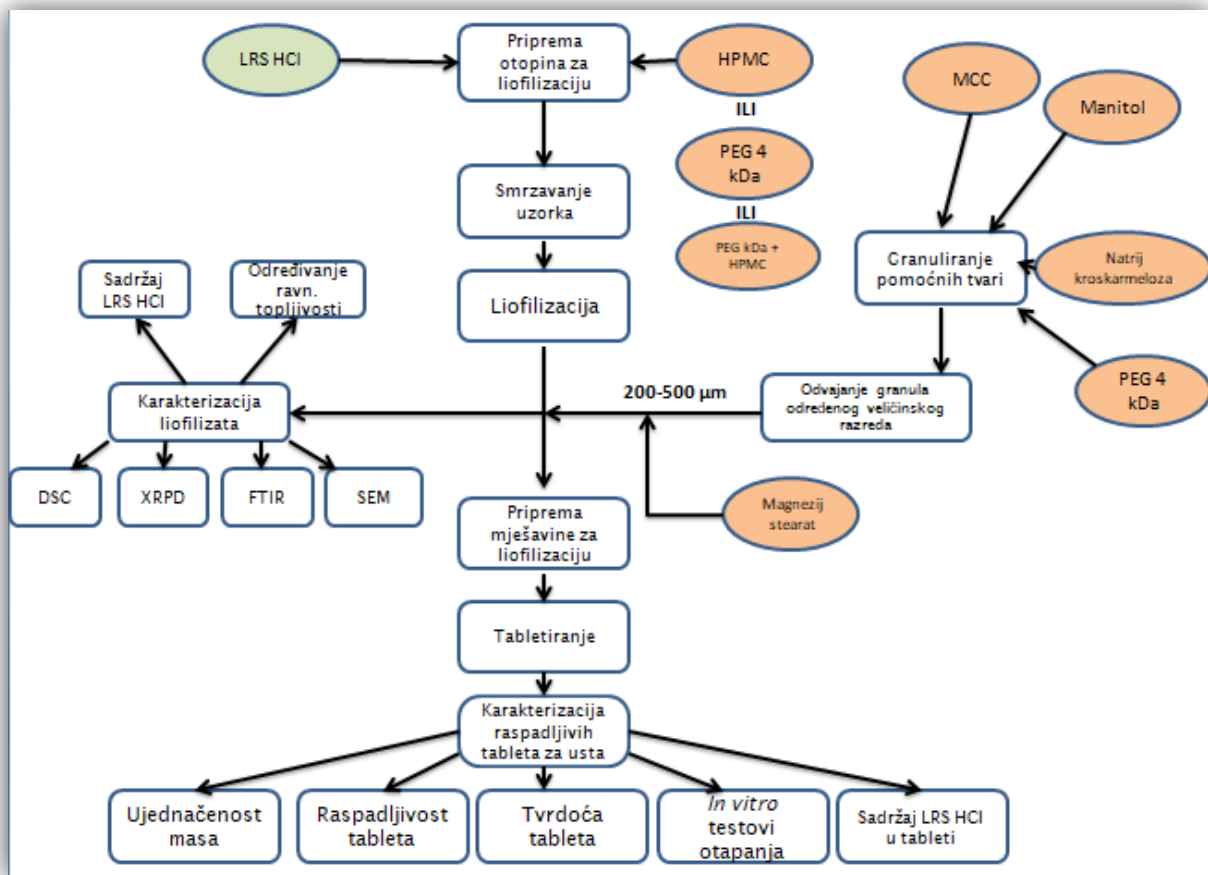 LRS HCl
Priprema
otopina za
liofilizaciju
HPMC
ILI
PEG 4
kDa
ILI
PEG kDa +
HPMC
MCC
Manitol
Smrzavanje
uzorka
Granuliranje
pomoćnih tvari
Natrij
kroskarmeloza
PEG 4
kDa
Sadržaj
LRS HCl
Određivanje
ravn.
topljivosti
Liofilizacija
Karakterizacija
liofilizata
200-500 µm
Odvajanje granula
određenog veličinskog
razreda
DSC
XRPD
FTIR
SEM
Magnezij
stearat
Priprema
mješavine za
liofilizaciju
Tabletiranje
Karakterizacija
raspadljivih
tableta za usta
Ujednačenost
masa
Raspadljivost
tableta
Tvrdoća
tableta
In vitro
testovi
otapanja
Sadržaj LRS HCl
u tableti